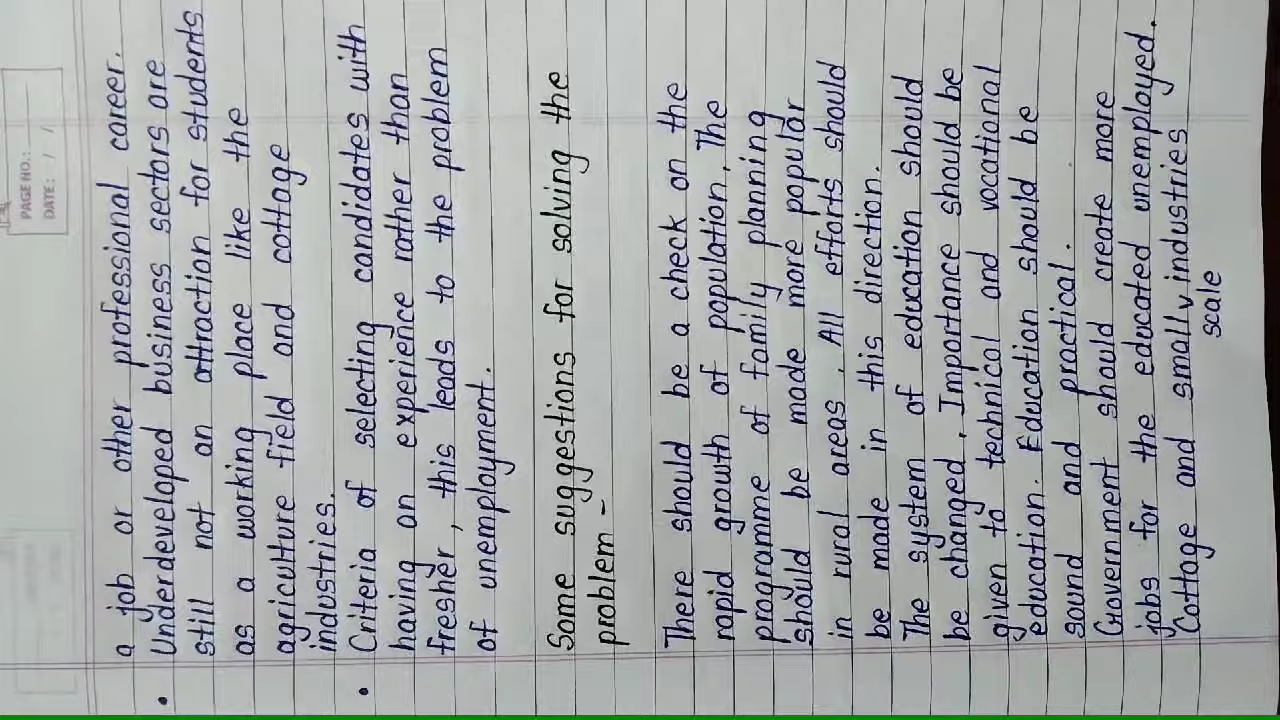 PAGE NO.:
DATE: / /
a job or other professional career.
• Underdeveloped business sectors are
still not an attraction for students
as a working place like the
agriculture field and cottage
industries.
• Criteria of selecting candidates with
having an experience rather than
fresher, this leads to the problem
of unemployment.
Some suggestions for solving the
problem -
There should be a check on the
rapid growth of population. The
programme of family planning
should be made more popular
in rural areas. All efforts should
be made in this direction.
The system of education should
be changed. Importance should be
given to technical and vocational
education. Education should be
sound and practical.
Government should create more
jobs for the educated unemployed.
Cottage and small v industries
scale